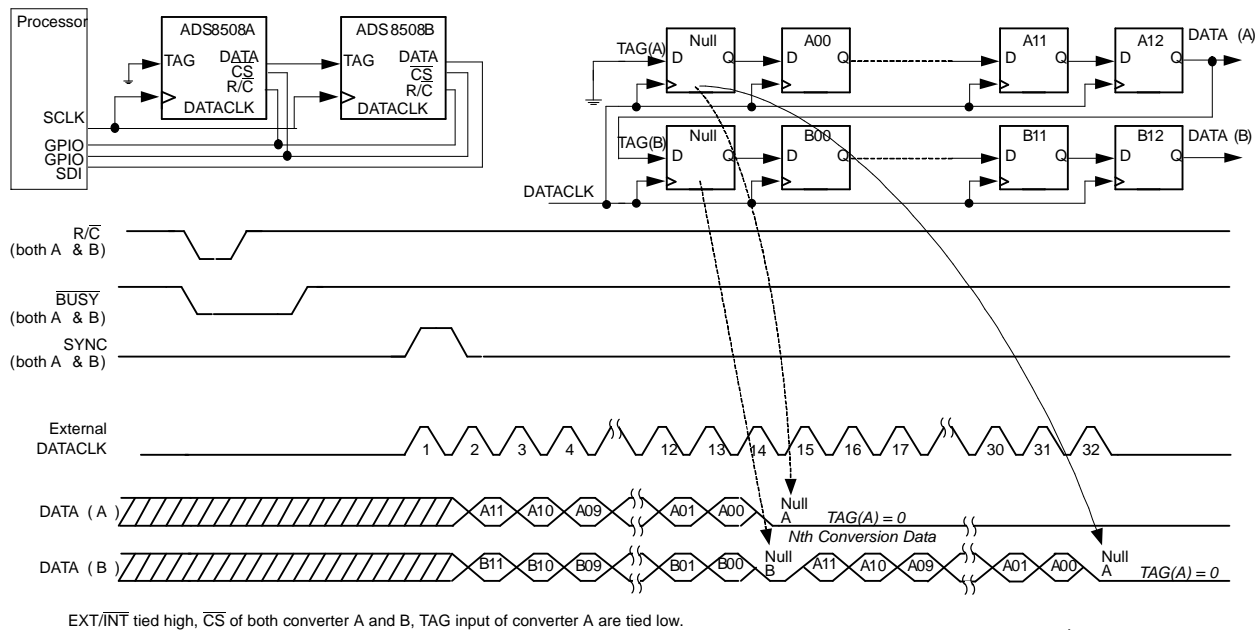 Processor
ADS8508A
ADS8508B
TAG
DATA
CS
R/C
DATACLK
TAG
DATA
CS
R/C
DATACLK
SCLK
GPIO
GPIO
SDI
Null
A00
A11
A12
DATA (A)
TAG(A)
D
Q
D
Q
D
Q
D
Q
Null
B00
B11
B12
DATA (B)
TAG(B)
D
Q
D
Q
D
Q
D
Q
DATACLK
R/C
(both A & B)
BUSY
(both A & B)
SYNC
(both A & B)
External
DATACLK
1 2 3 4 12 13 14 15 16 17 30 31 32
DATA (A)
A11 A10 A09 A01 A00
Null
A
TAG(A) = 0
Nth Conversion Data
DATA (B)
B11 B10 B09 B01 B00
Null
B
A11 A10 A09 A01 A00
Null
A
TAG(A) = 0
EXT/INT tied high, CS of both converter A and B, TAG input of converter A are tied low.